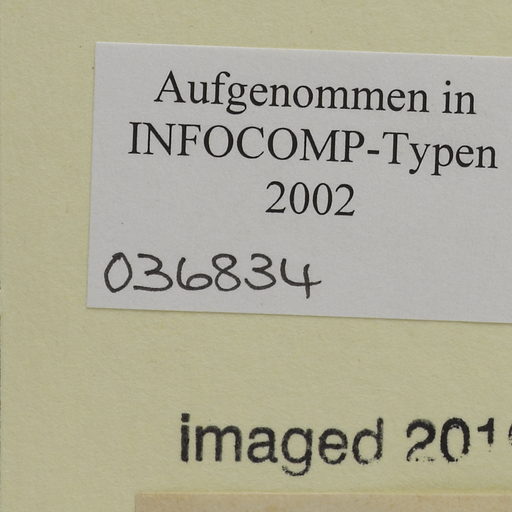 Aufgenommen in
INFOCOMP-Typen
2002
036834
imaged